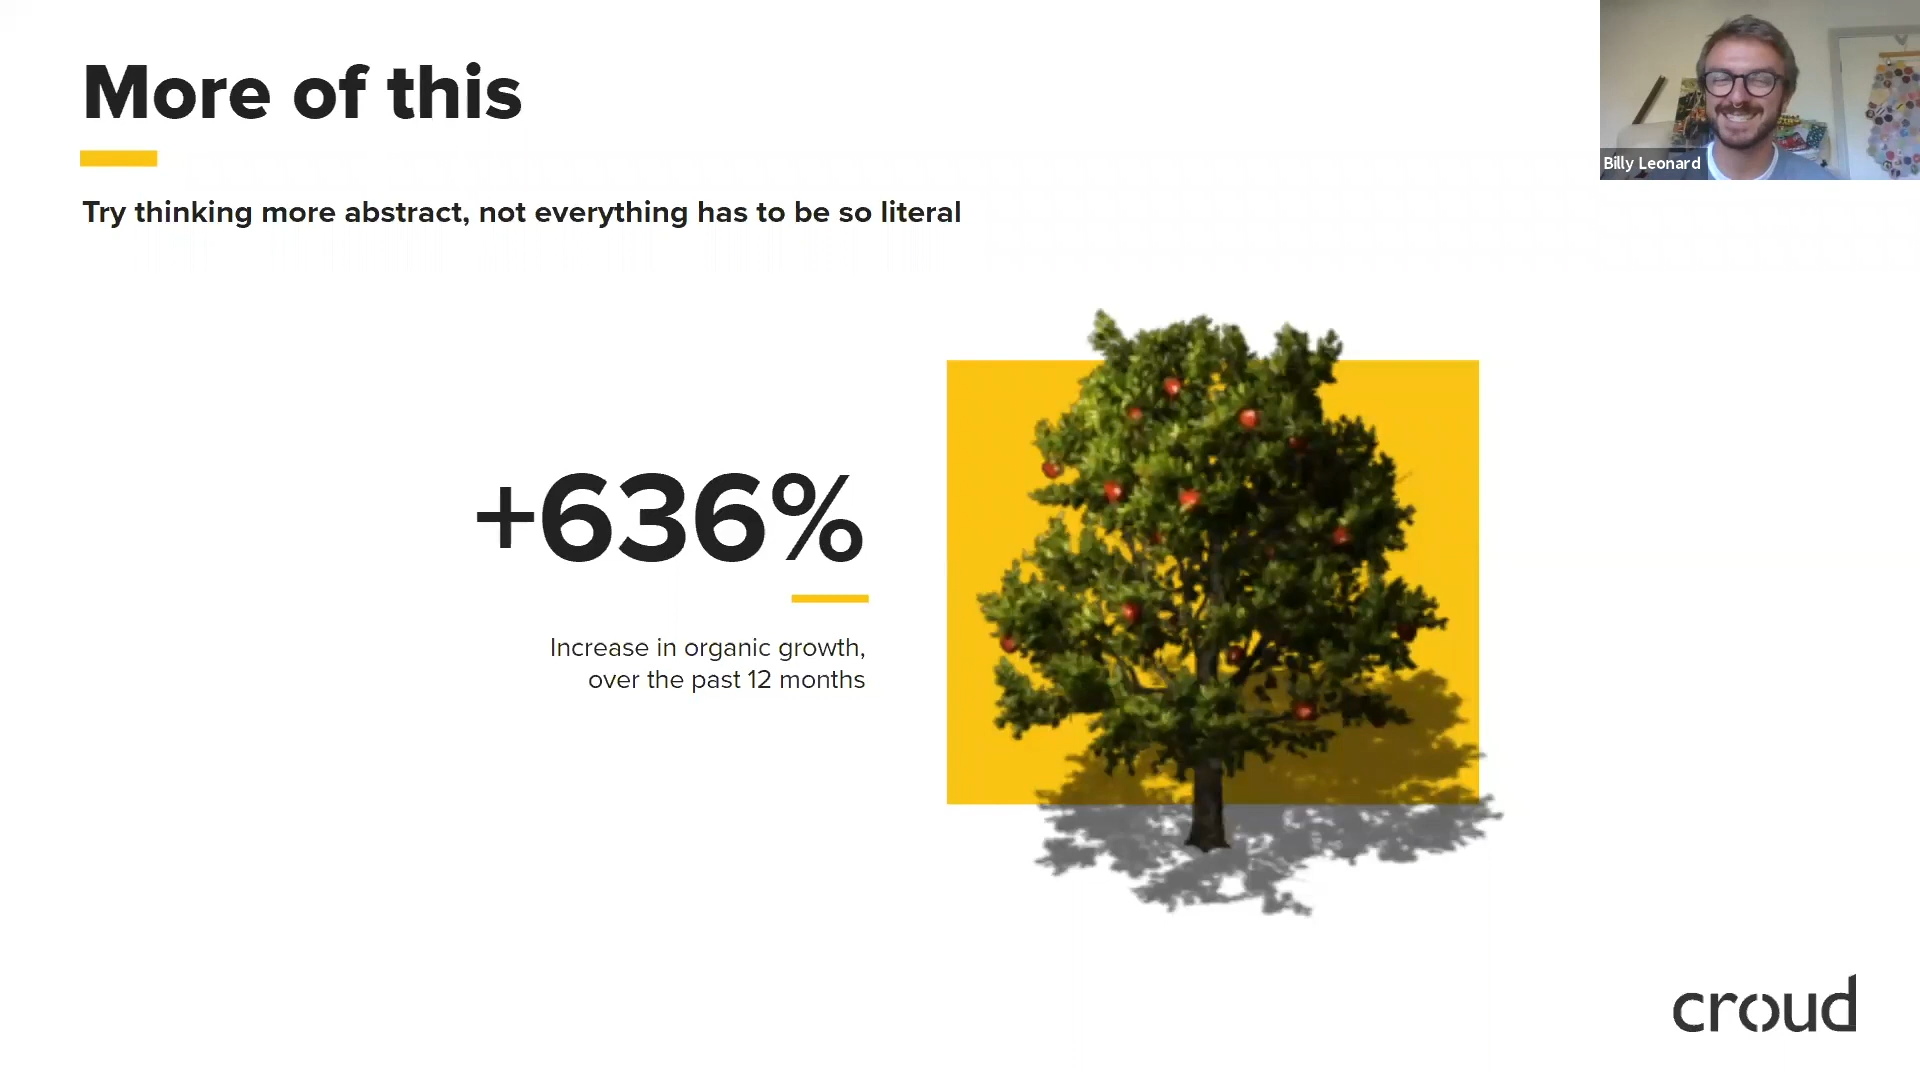 More of this
Billy Leonard
Try thinking more abstract, not everything has to be so literal
+636%
Increase in organic growth,
over the past 12 months
croud